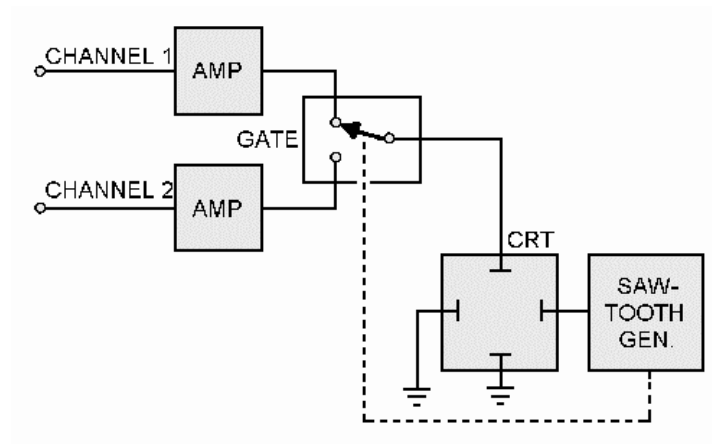 CHANNEL 1
AMP
GATE
CHANNEL 2
AMP
CRT
SAW-
TOOTH
GEN.